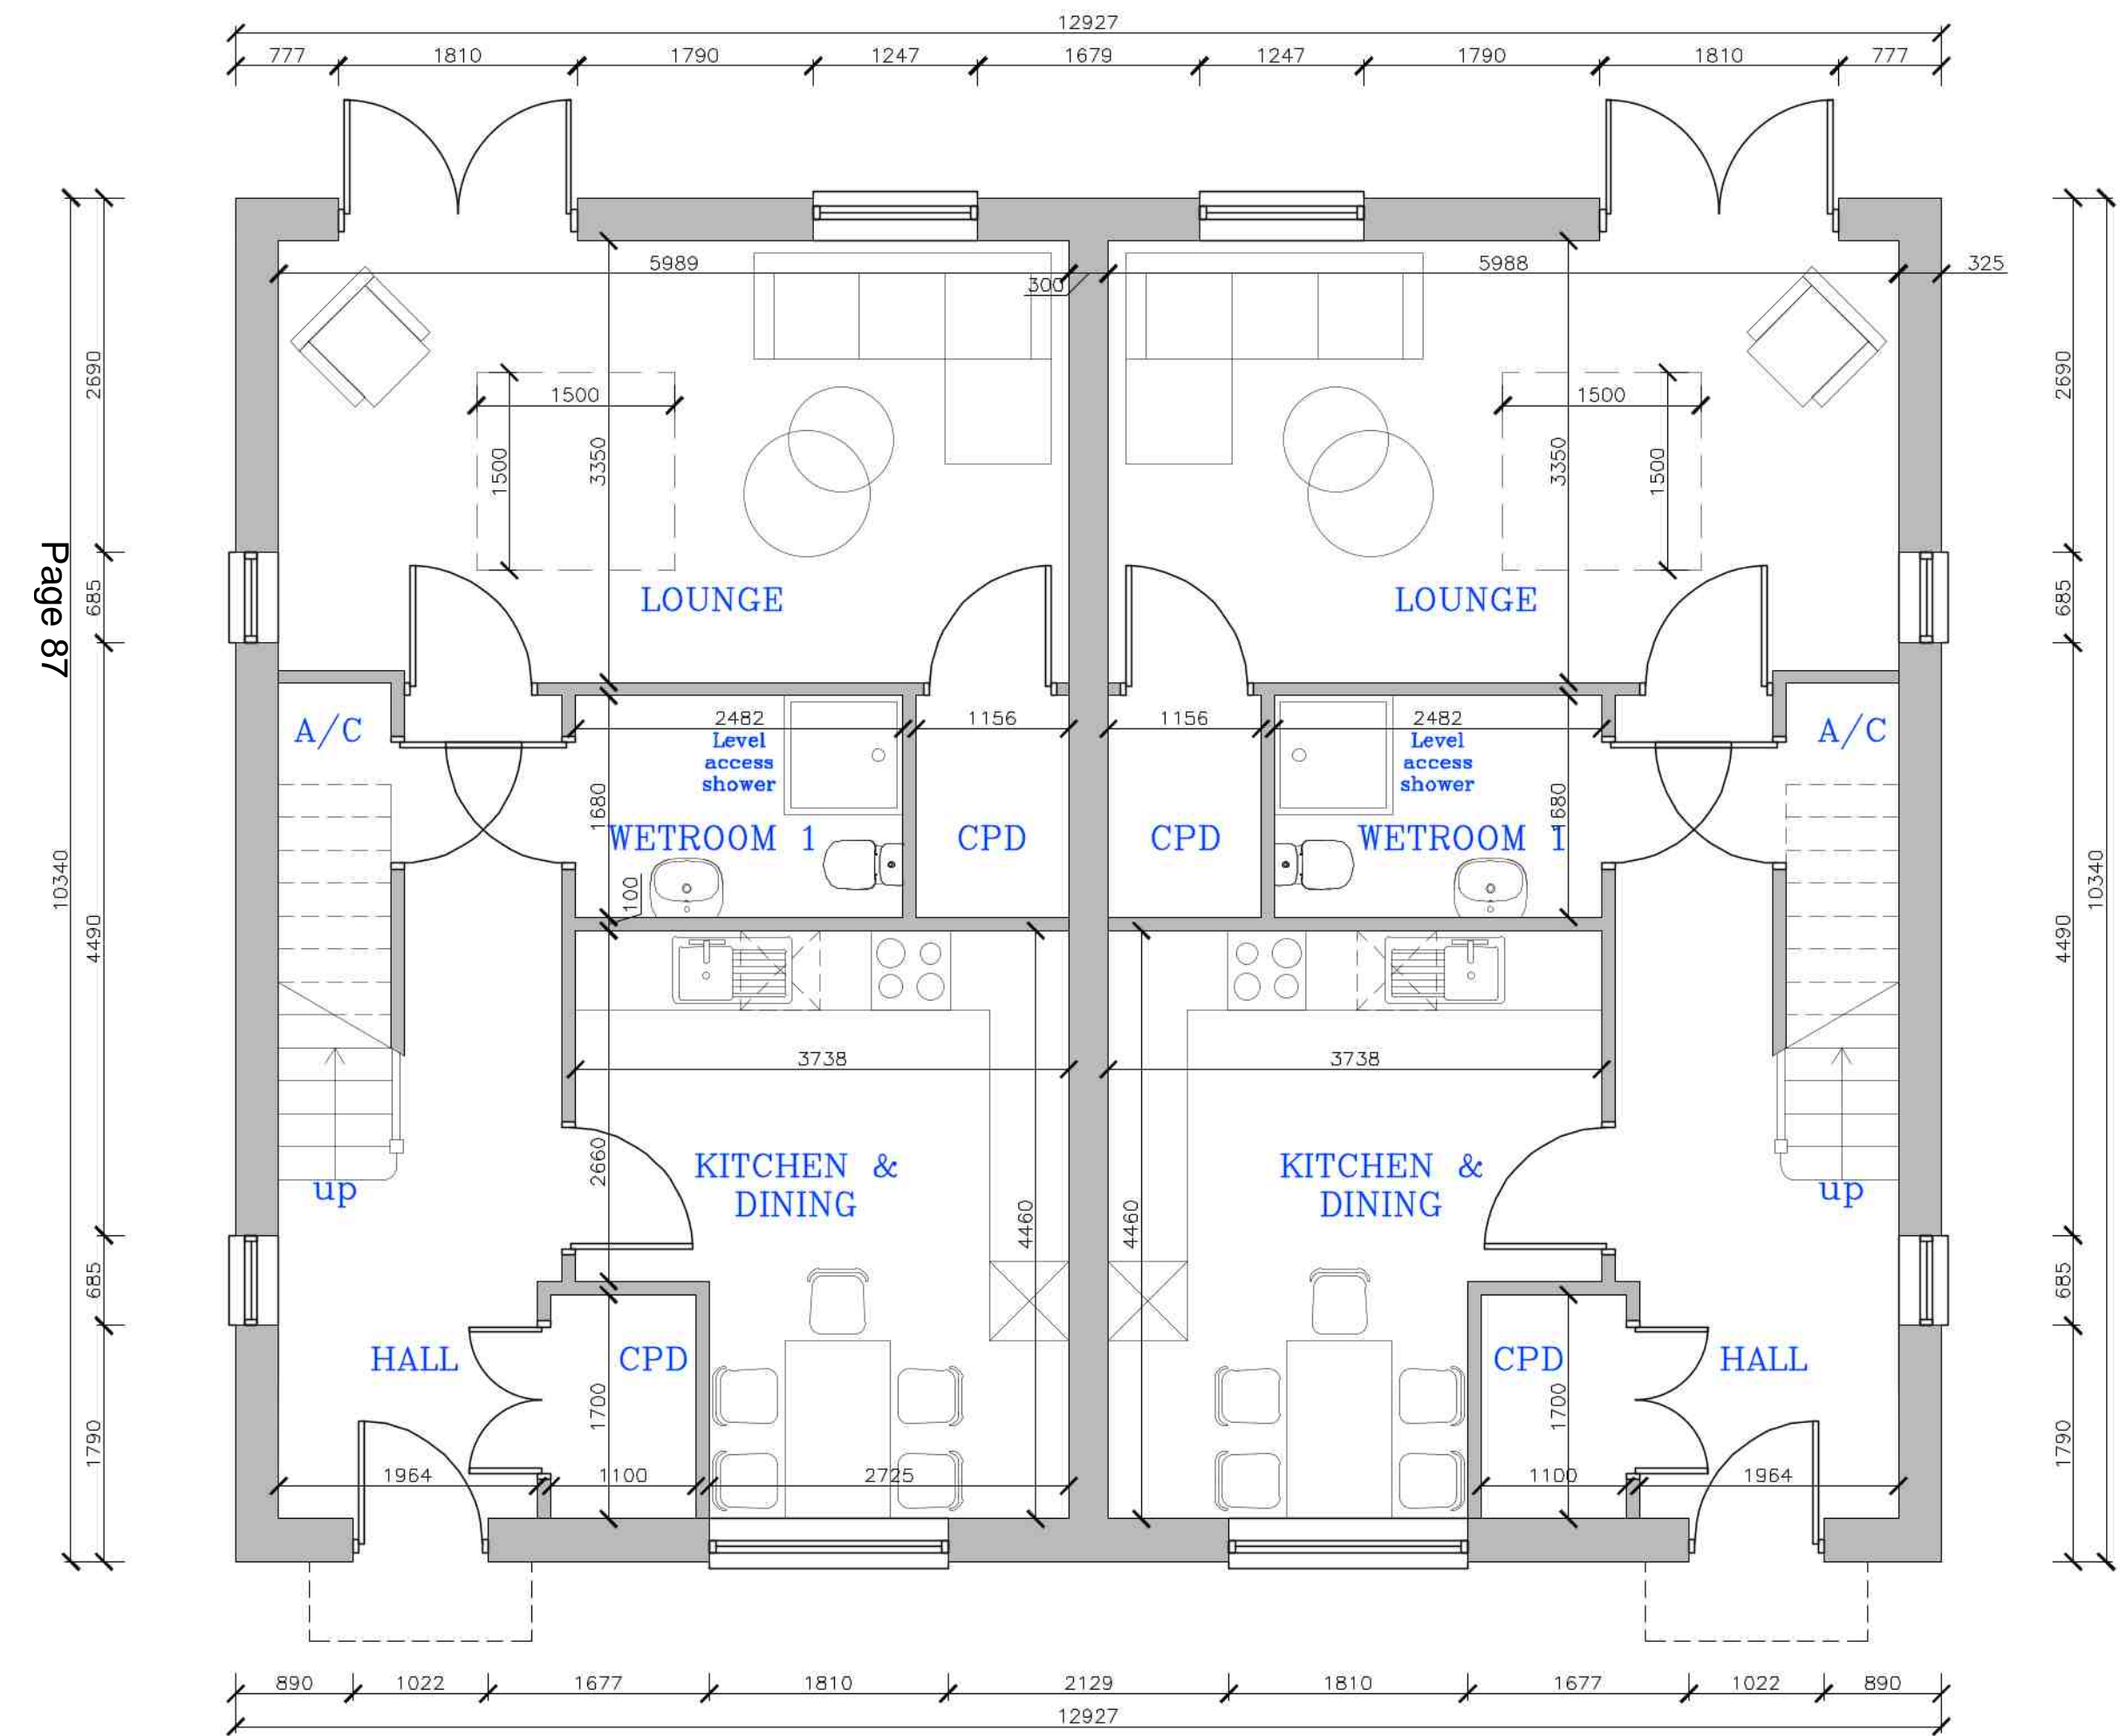 12927
777 1810 1790 1247 1679 1247 1790 1810 777
5989 300 5988 325
2690 2690
1500 1500
1500 3350 3350 1500
Page 87
685 685
LOUNGE LOUNGE
A/C 2482 1156 1156 2482 A/C
Level
access
shower
Level
access
shower
1680 1680
WETROOM 1 CPD CPD WETROOM 1
10340 100 10340
4490 4490
3738 3738
2660
KITCHEN &
DINING
KITCHEN &
DINING
up up
4460 4460
685 685
HALL CPD CPD HALL
1700 1700
1790 1790
1964 1100 2725 1100 1964
890 1022 1677 1810 2129 1810 1677 1022 890
12927